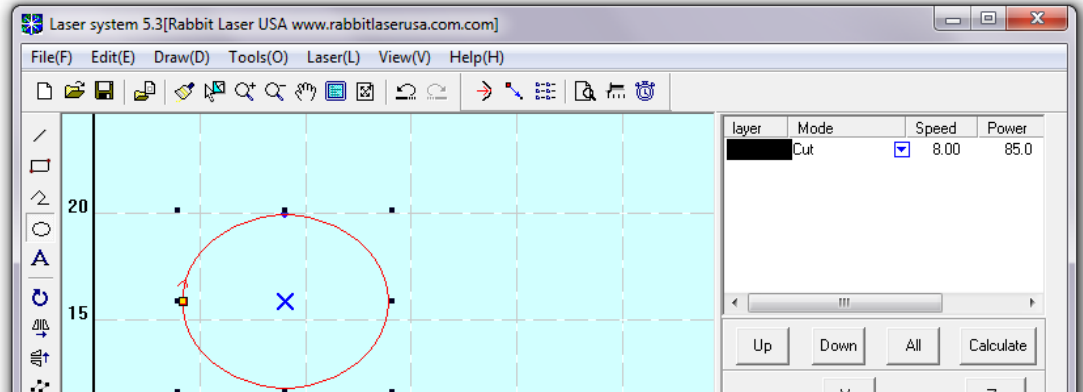 Laser system 5.3[Rabbit Laser USA www.rabbitlaserusa.com.com]
File(F) Edit(E) Draw(D) Tools(O) Laser(L) View(V) Help(H)
layer Mode Speed Power
Cut 8.00 85.0
A
20
15
Up Down All Calculate